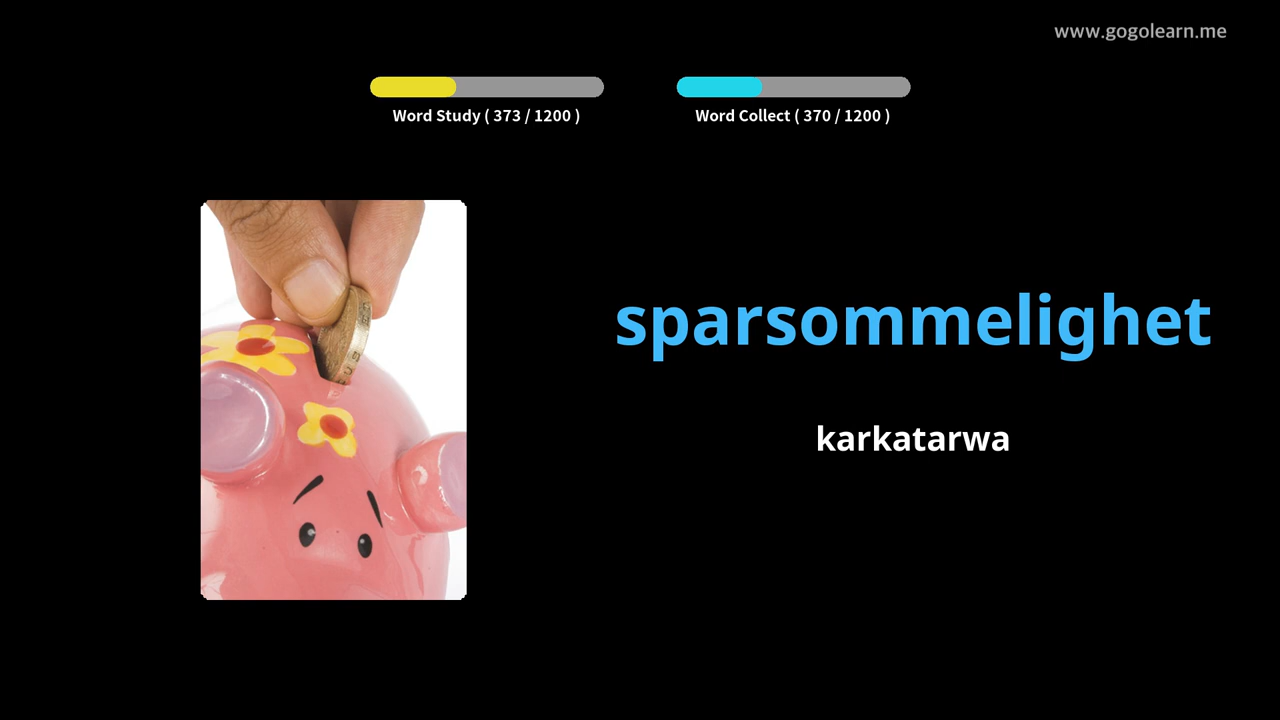 www.gogolearn.me
Word Study ( 373 / 1200 )
Word Collect ( 370 / 1200 )
sparsommelighet
karkatarwa